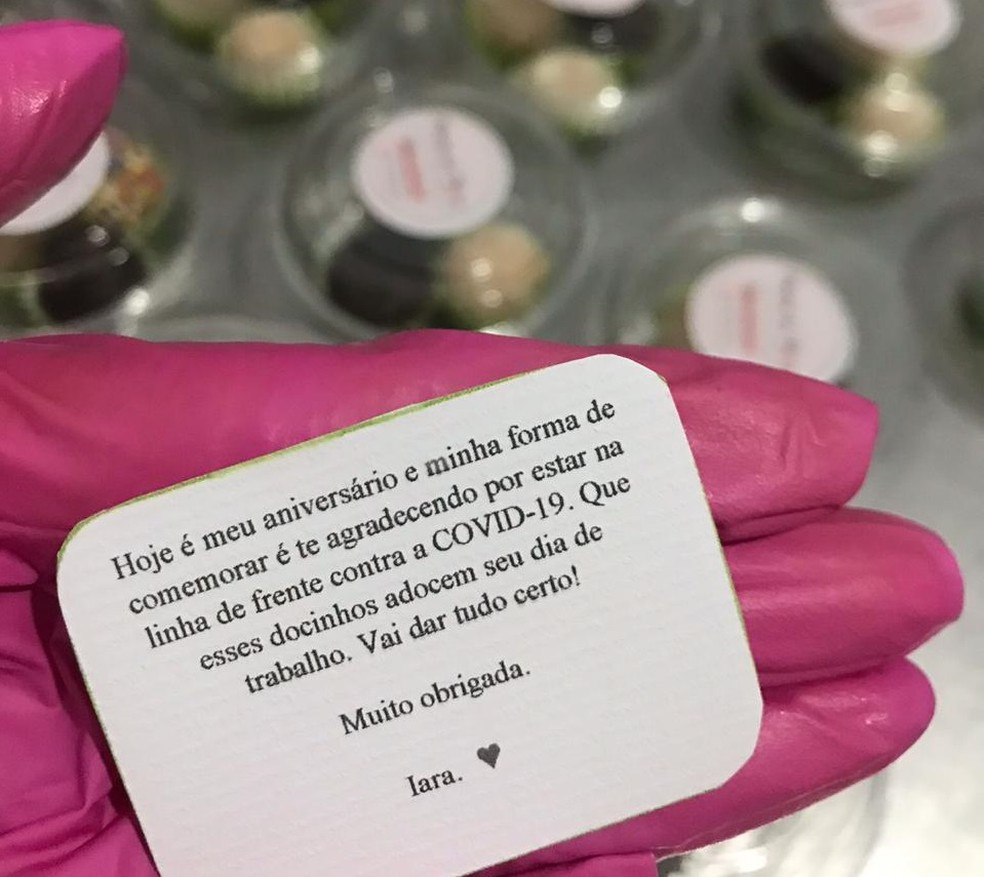 Hoje é meu aniversário e minha forma de
comemorar é te agradecendo por estar na
linha de frente contra a COVID-19. Que
esses docinhos adocem seu dia de
trabalho. Vai dar tudo certo!
Muito obrigada.
Iara. ♥